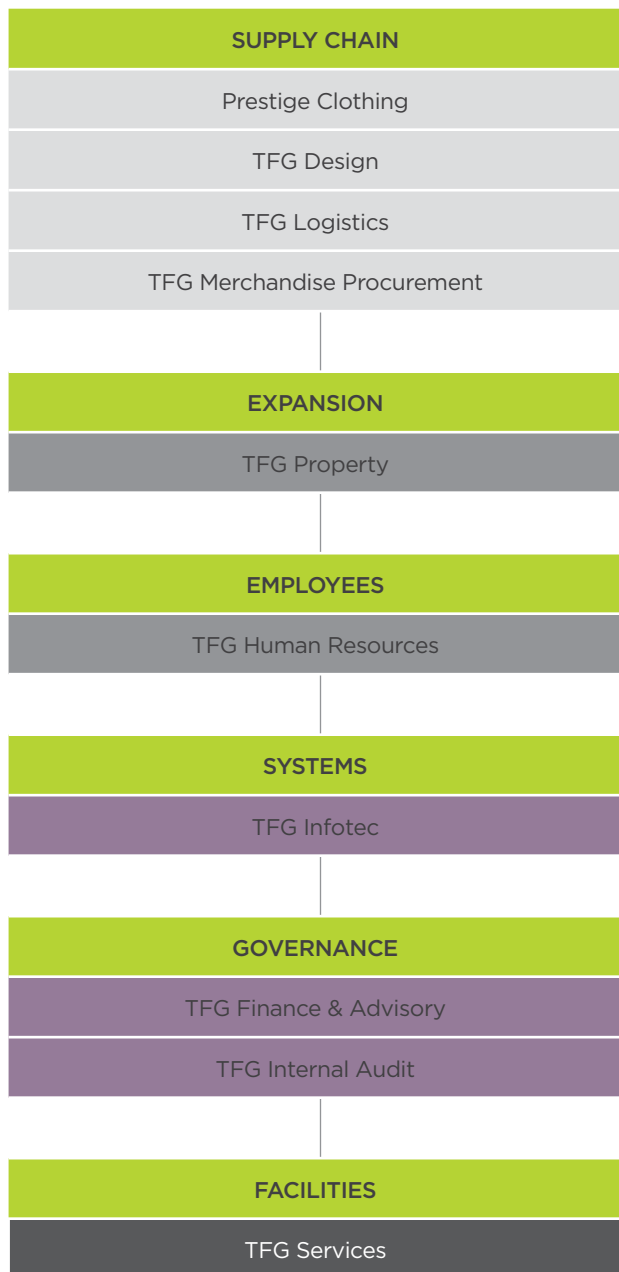 SUPPLY CHAIN
Prestige Clothing
TFG Design
TFG Logistics
TFG Merchandise Procurement
EXPANSION
TFG Property
EMPLOYEES
TFG Human Resources
SYSTEMS
TFG Infotec
GOVERNANCE
TFG Finance & Advisory
TFG Internal Audit
FACILITIES
TFG Services